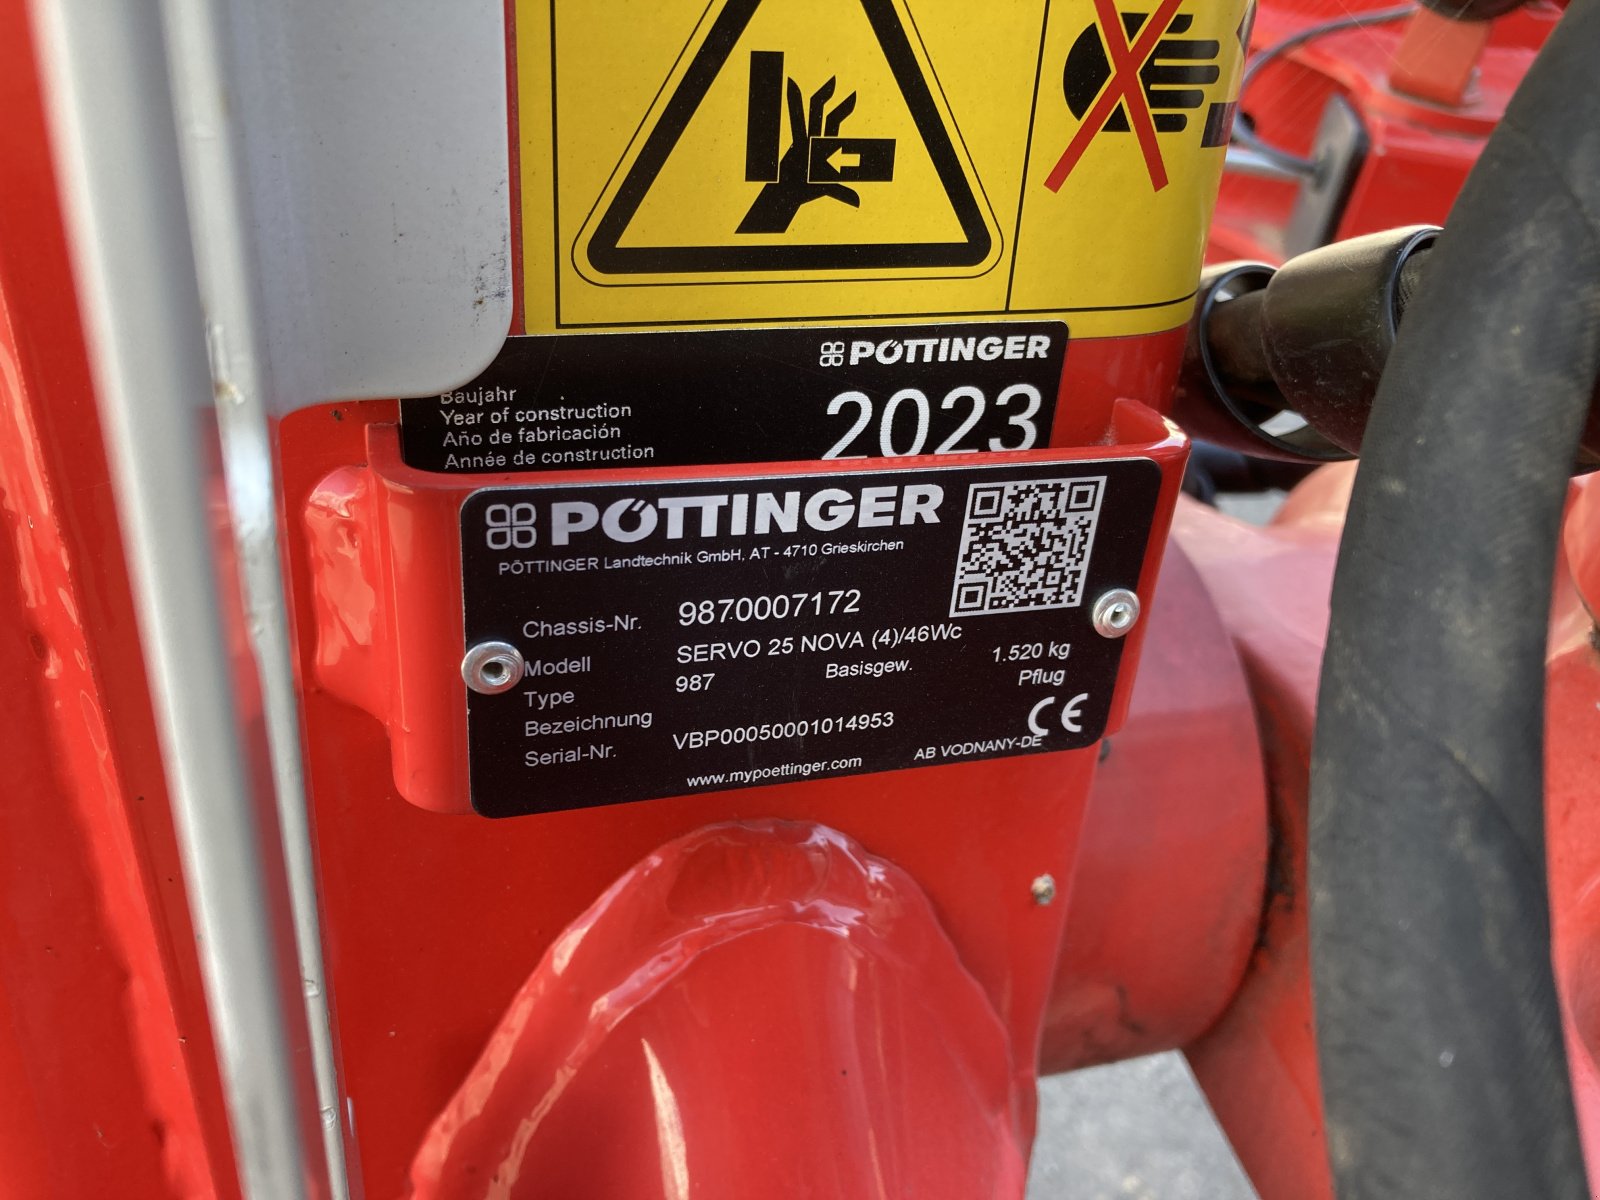 PÖTTINGER
Baujahr
Year of construction
Año de fabricación
Année de construction
2023
PÖTTINGER
PÖTTINGER Landtechnik GmbH, AT - 4710 Grieskirchen
Chassis-Nr. 9870007172
Modell SERVO 25 NOVA (4)/46Wc
Type 987 Basisgew. 1.520 kg
Bezeichnung Pflug
Serial-Nr. VBP00050001014953
CE
www.mypoettinger.com AB VODNANY-DE